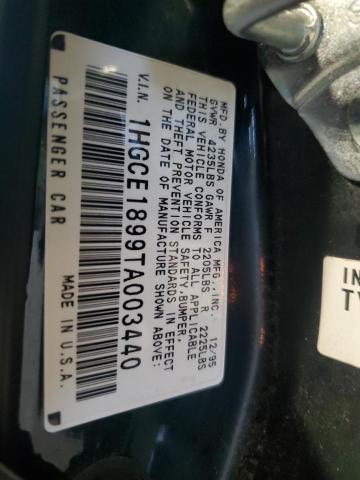 MFD. BY HONDA OF AMERICA MFG., INC. 12/95
GVWR 4235LBS GAWR F 2205LBS R 2225LBS
THIS VEHICLE CONFORMS TO ALL APPLICABLE
FEDERAL MOTOR VEHICLE SAFETY, BUMPER,
AND THEFT PREVENTION STANDARDS IN EFFECT
ON THE DATE OF MANUFACTURE SHOWN ABOVE:
V.I.N. 1HGCE1899TA003440
PASSENGER CAR MADE IN U.S.A.
IN
T